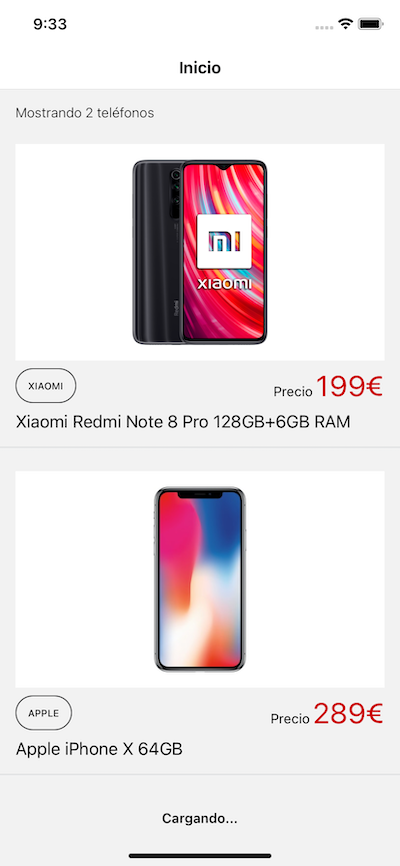 9:33
Inicio
Mostrando 2 teléfonos
xiaomi
Redmi
XIAOMI
Precio 199€
Xiaomi Redmi Note 8 Pro 128GB+6GB RAM
APPLE
Precio 289€
Apple iPhone X 64GB
Cargando...